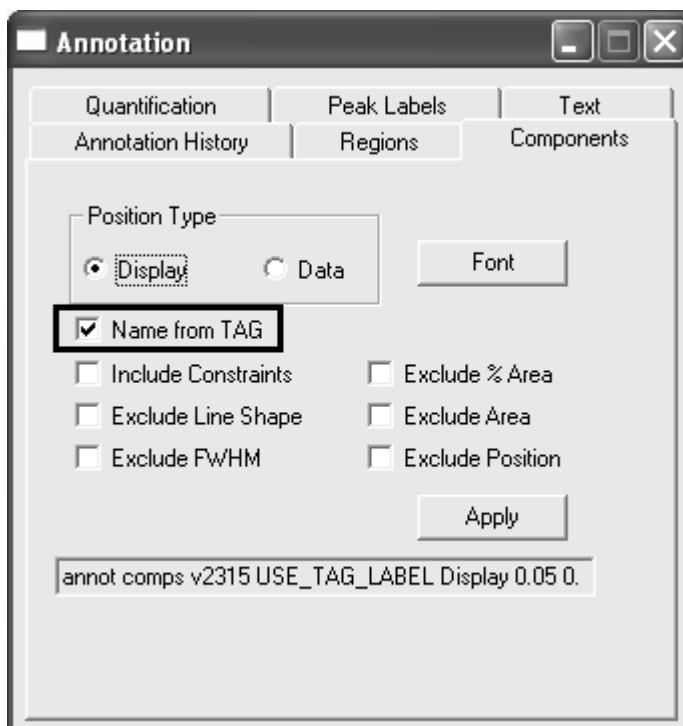 Annotation
Quantification Peak Labels Text
Annotation History Regions Components
Position Type
Display Data Font
Name from TAG
Include Constraints Exclude % Area
Exclude Line Shape Exclude Area
Exclude FWHM Exclude Position
Apply
annot comps v2315 USE_TAG_LABEL Display 0.05 0.